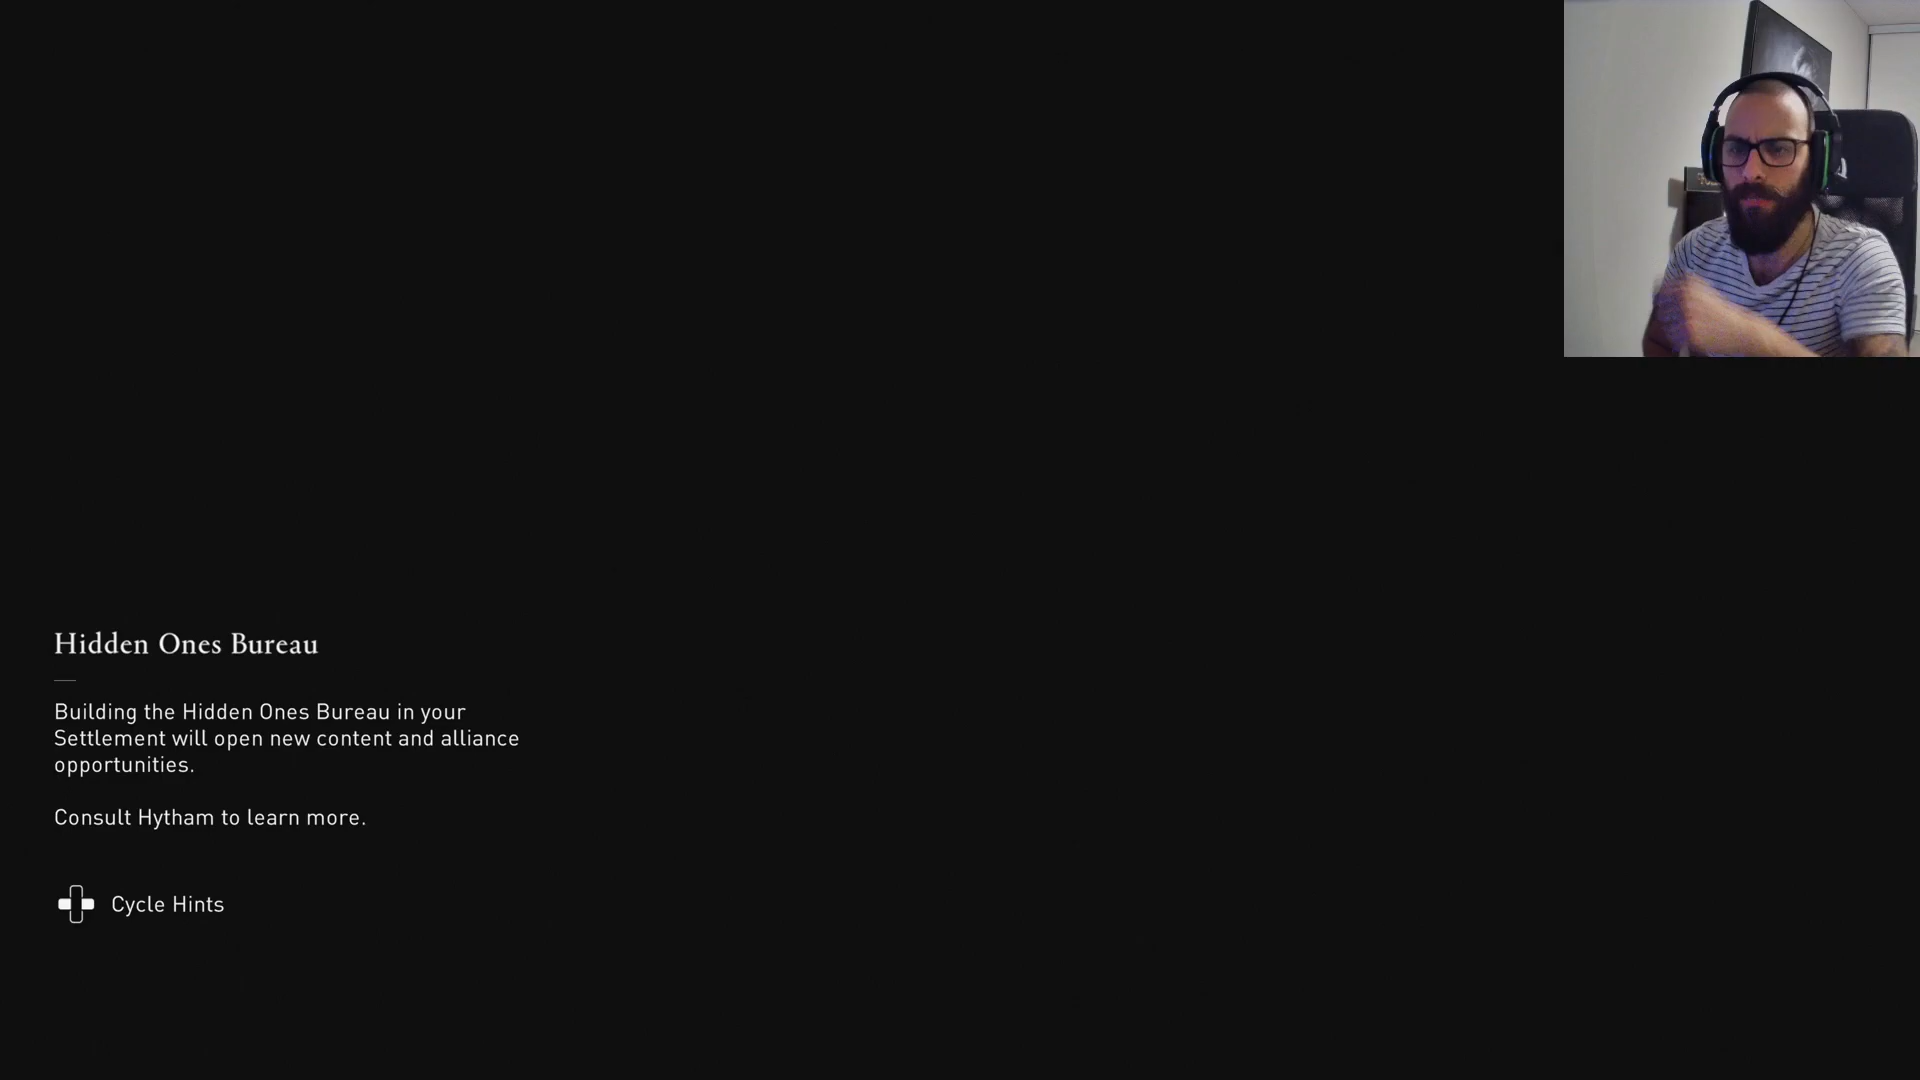 Hidden Ones Bureau
Building the Hidden Ones Bureau in your
Settlement will open new content and alliance
opportunities.
Consult Hytham to learn more.
Cycle Hints